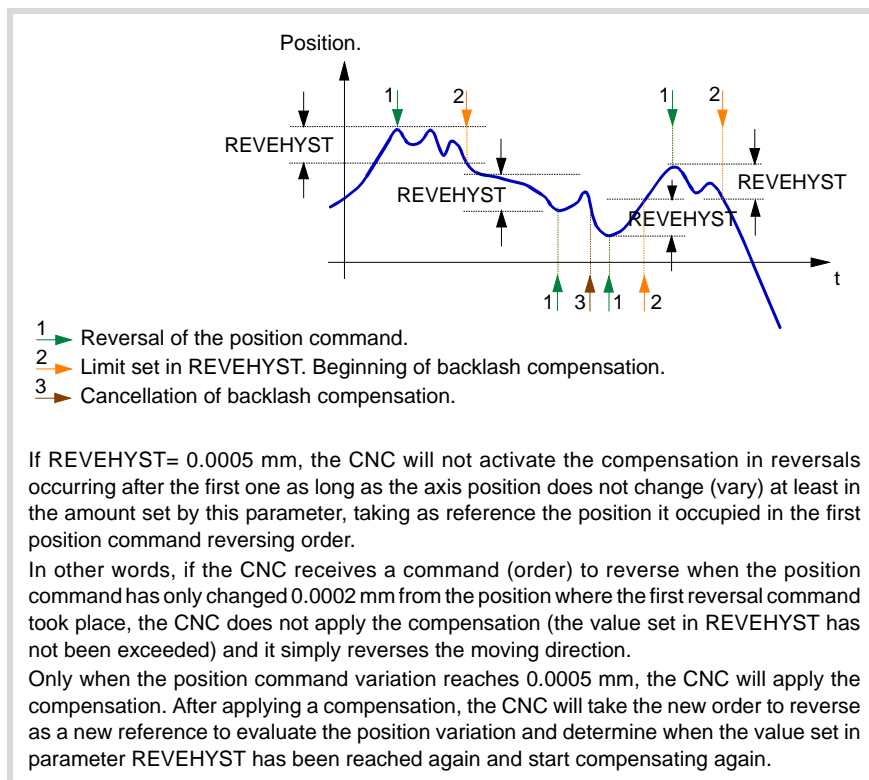 Position.
1
2
1
2
REVEHYST
REVEHYST
REVEHYST
REVEHYST
t
1
3
1
2
1 Reversal of the position command.
2 Limit set in REVEHYST. Beginning of backlash compensation.
3 Cancellation of backlash compensation.
If REVEHYST= 0.0005 mm, the CNC will not activate the compensation in reversals
occurring after the first one as long as the axis position does not change (vary) at least in
the amount set by this parameter, taking as reference the position it occupied in the first
position command reversing order.
In other words, if the CNC receives a command (order) to reverse when the position
command has only changed 0.0002 mm from the position where the first reversal command
took place, the CNC does not apply the compensation (the value set in REVEHYST has
not been exceeded) and it simply reverses the moving direction.
Only when the position command variation reaches 0.0005 mm, the CNC will apply the
compensation. After applying a compensation, the CNC will take the new order to reverse
as a new reference to evaluate the position variation and determine when the value set in
parameter REVEHYST has been reached again and start compensating again.